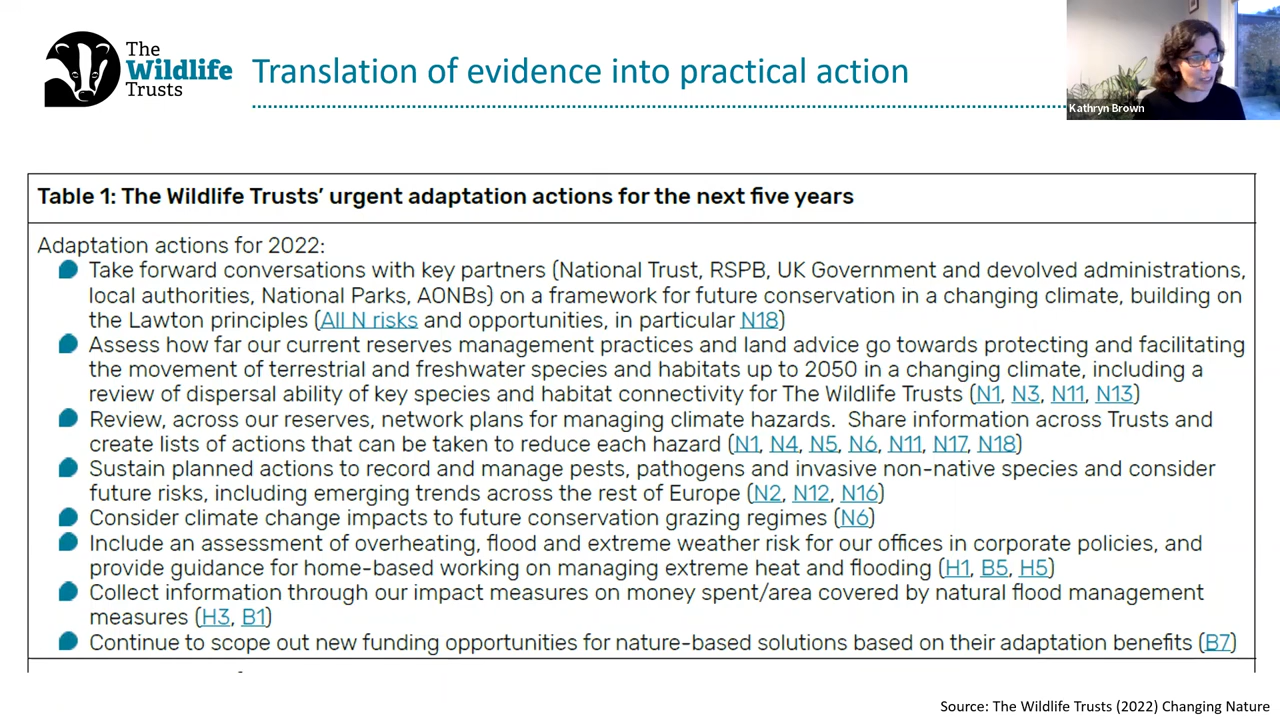 The
Wildlife
Trusts
Translation of evidence into practical action
Kathryn Brown
Table 1: The Wildlife Trusts’ urgent adaptation actions for the next five years
Adaptation actions for 2022:
Take forward conversations with key partners (National Trust, RSPB, UK Government and devolved administrations,
local authorities, National Parks, AONBs) on a framework for future conservation in a changing climate, building on
the Lawton principles (All N risks and opportunities, in particular N18)
Assess how far our current reserves management practices and land advice go towards protecting and facilitating
the movement of terrestrial and freshwater species and habitats up to 2050 in a changing climate, including a
review of dispersal ability of key species and habitat connectivity for The Wildlife Trusts (N1, N3, N11, N13)
Review, across our reserves, network plans for managing climate hazards. Share information across Trusts and
create lists of actions that can be taken to reduce each hazard (N1, N4, N5, N6, N11, N17, N18)
Sustain planned actions to record and manage pests, pathogens and invasive non-native species and consider
future risks, including emerging trends across the rest of Europe (N2, N12, N16)
Consider climate change impacts to future conservation grazing regimes (N6)
Include an assessment of overheating, flood and extreme weather risk for our offices in corporate policies, and
provide guidance for home-based working on managing extreme heat and flooding (H1, B5, H5)
Collect information through our impact measures on money spent/area covered by natural flood management
measures (H3, B1)
Continue to scope out new funding opportunities for nature-based solutions based on their adaptation benefits (B7)
Source: The Wildlife Trusts (2022) Changing Nature